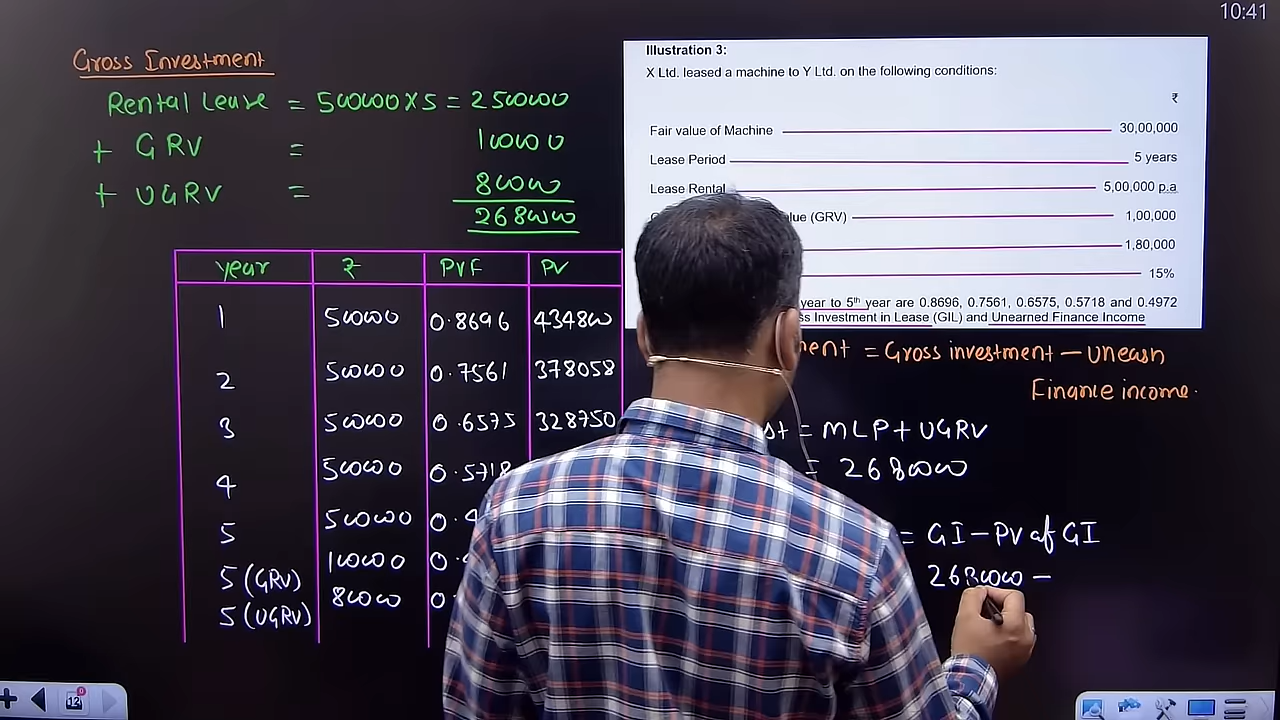 10:41
Gross Investment
Rental Lease = 500000 X 5 = 2500000
+ GRV = 100000
+ UGRV = 80000
2680000
year ₹ PVF PV
1 500000 0.8696 434800
2 500000 0.7561 378058
3 500000 0.6575 328750
4 500000 0.5718
5 500000 0.4
5 (GRV) 100000 0.
5 (UGRV) 80000 0.
Illustration 3:
X Ltd. leased a machine to Y Ltd. on the following conditions:
₹
Fair value of Machine 30,00,000
Lease Period 5 years
Lease Rental 5,00,000 p.a
(GRV) 1,00,000
1,80,000
15%
year to 5th year are 0.8696, 0.7561, 0.6575, 0.5718 and 0.4972
Investment in Lease (GIL) and Unearned Finance Income
= Gross investment –
Finance income.
= MLP + UGRV
= 2680000
= GI – PV of GI
2680000 –
12